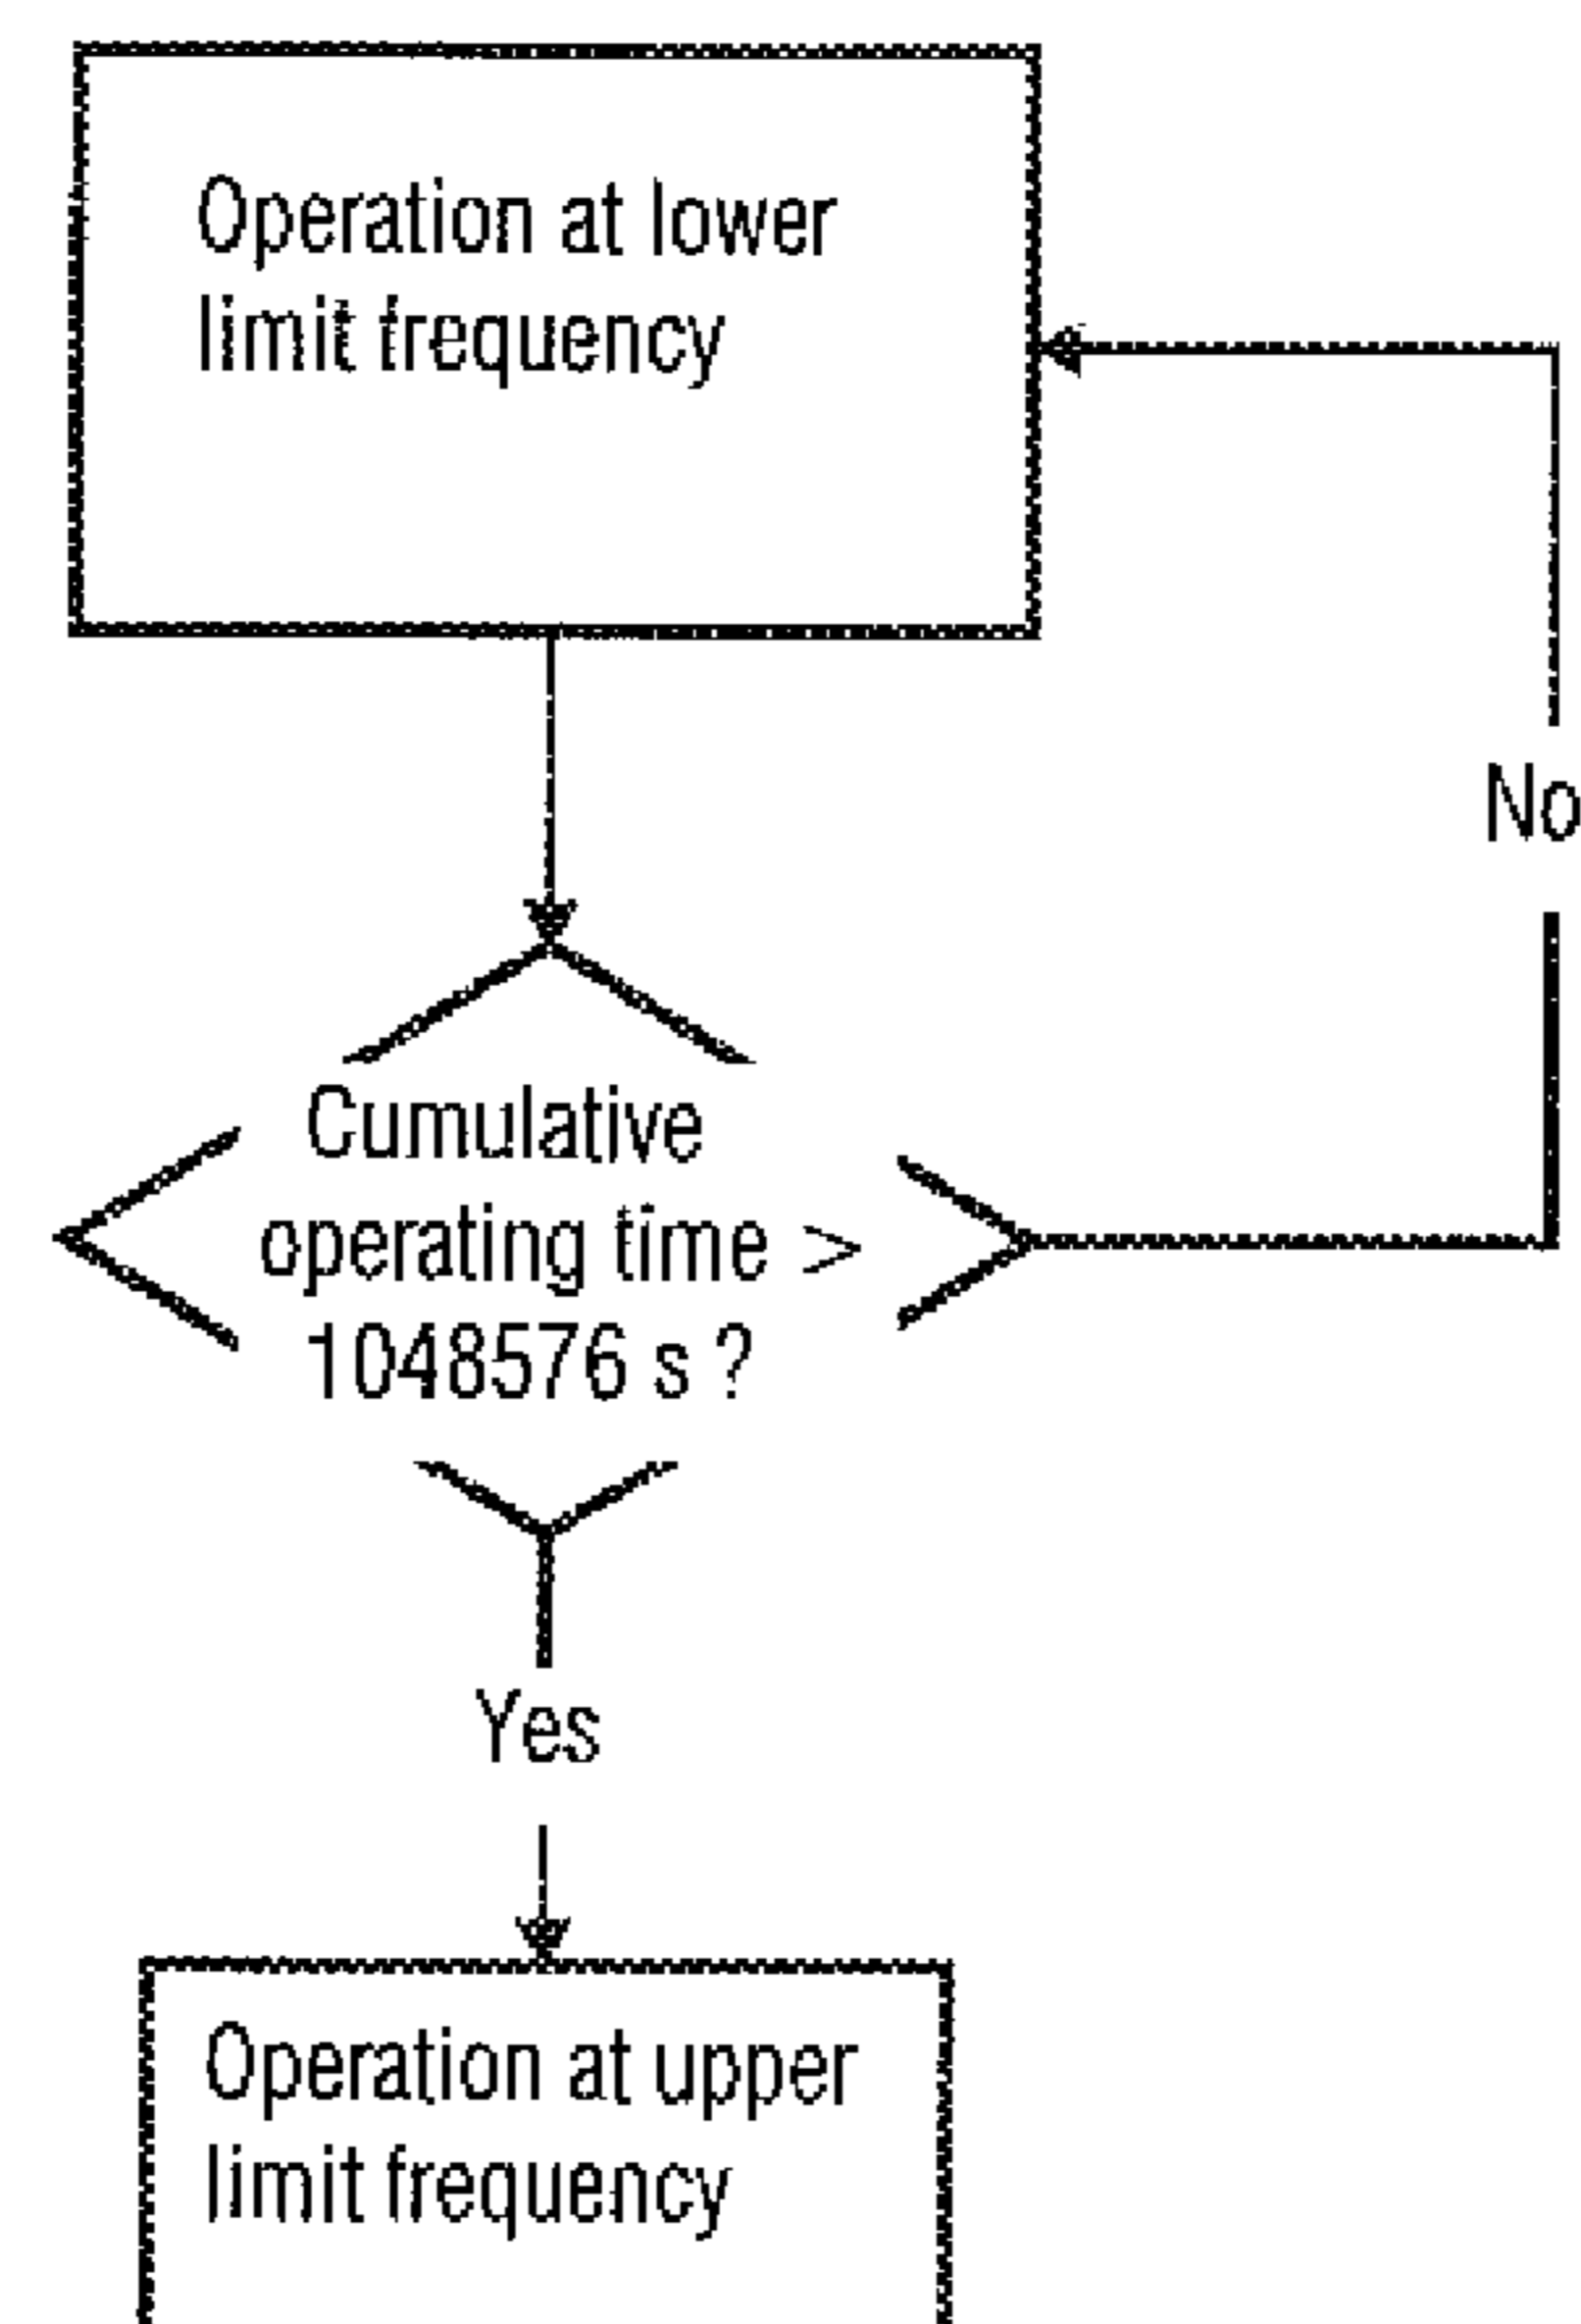 Operation at lower
limit frequency
No
Cumulative
operating time >
1048576 s ?
Yes
Operation at upper
limit frequency